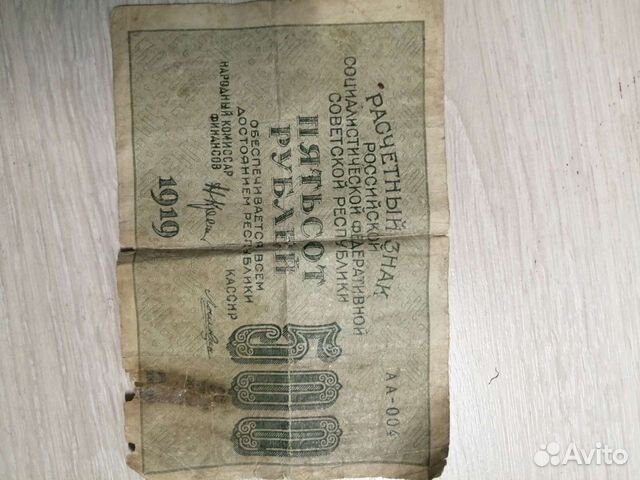 РАСЧЕТНЫЙ ЗНАК
РОССИЙСКОЙ
СОЦИАЛИСТИЧЕСКОЙ ФЕДЕРАТИВНОЙ
СОВЕТСКОЙ РЕСПУБЛИКИ
АА-004
ПЯТЬСОТ
РУБЛЕЙ
500
ОБЕСПЕЧИВАЕТСЯ ВСЕМ
ДОСТОЯНИЕМ РЕСПУБЛИКИ
НАРОДНЫЙ КОМИССАР
ФИНАНСОВ
КАССИР
1919
Avito